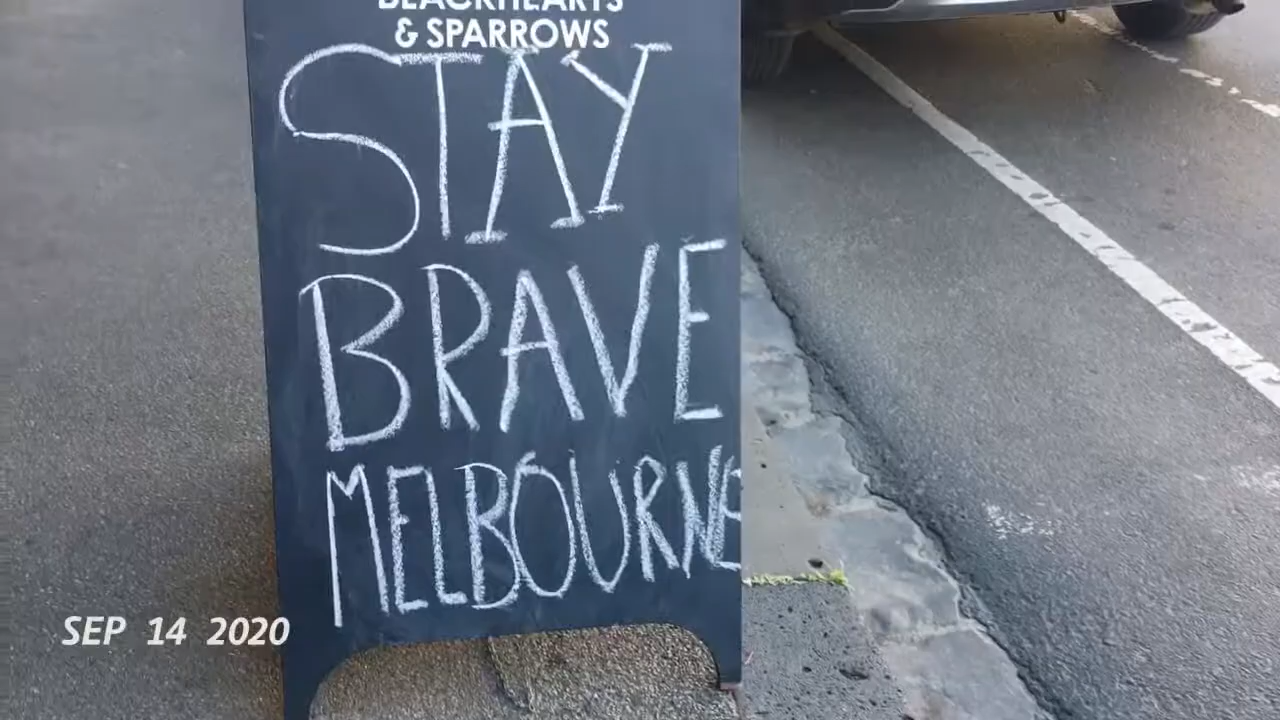 BLACKHEARTS
& SPARROWS
STAY
BRAVE
MELBOURNE
SEP 14 2020